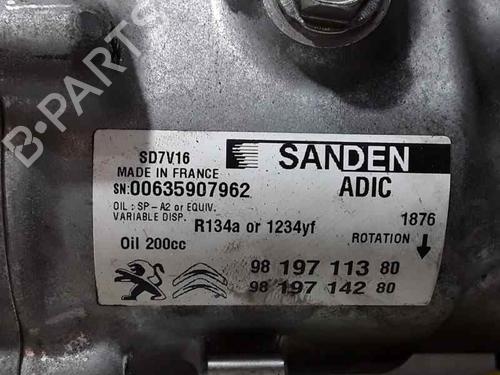 SD7V16
MADE IN FRANCE
SN:00635907962
SANDEN
ADIC
OIL : SP-A2 or EQUIV.
VARIABLE DISP.
R134a or 1234yf
1876
Oil 200cc
ROTATION
98 197 113 80
98 197 142 80
B-Parts